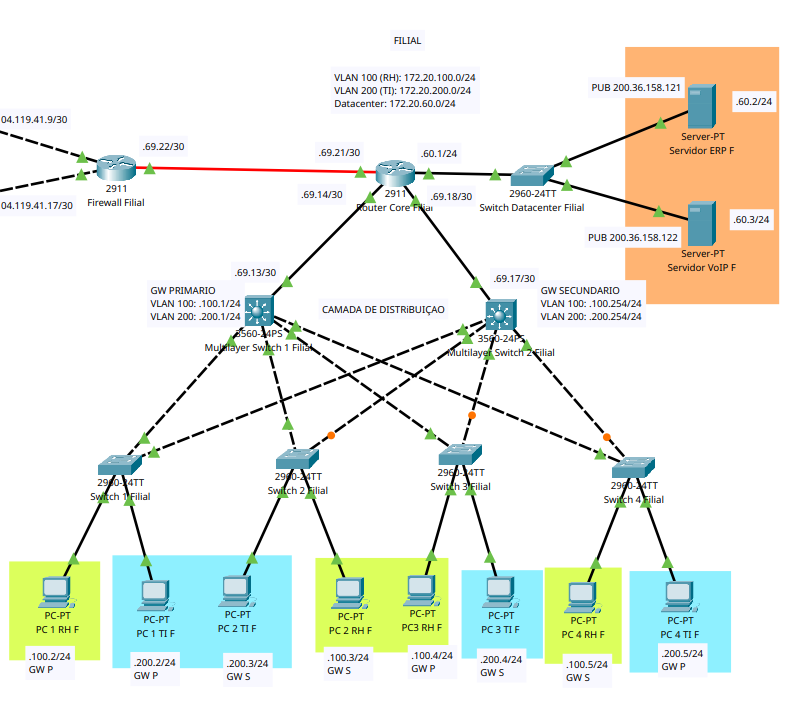 FILIAL
VLAN 100 (RH): 172.20.100.0/24
VLAN 200 (TI): 172.20.200.0/24
Datacenter: 172.20.60.0/24
PUB 200.36.158.121
.60.2/24
Server-PT
Servidor ERP F
04.119.41.9/30
.69.22/30
2911
Firewall Filial
04.119.41.17/30
.69.21/30
.60.1/24
.69.14/30
2911
Router Core Filial
.69.18/30
2960-24TT
Switch Datacenter Filial
.60.3/24
PUB 200.36.158.122
Server-PT
Servidor VoIP F
.69.13/30
.69.17/30
GW PRIMARIO
VLAN 100: .100.1/24
VLAN 200: .200.1/24
CAMADA DE DISTRiBUIÇAO
GW SECUNDARIO
VLAN 100: .100.254/24
VLAN 200: .200.254/24
3560-24PS
Multilayer Switch 1 Filial
3560-24PS
Multilayer Switch 2 Filial
2960-24TT
Switch 1 Filial
2960-24TT
Switch 2 Filial
2960-24TT
Switch 3 Filial
2960-24TT
Switch 4 Filial
PC-PT
PC 1 RH F
.100.2/24
GW P
PC-PT
PC 1 TI F
.200.2/24
GW P
PC-PT
PC 2 TI F
.200.3/24
GW S
PC-PT
PC 2 RH F
.100.3/24
GW S
PC-PT
PC3 RH F
.100.4/24
GW P
PC-PT
PC 3 TI F
.200.4/24
GW S
PC-PT
PC 4 RH F
.100.5/24
GW S
PC-PT
PC 4 TI F
.200.5/24
GW P